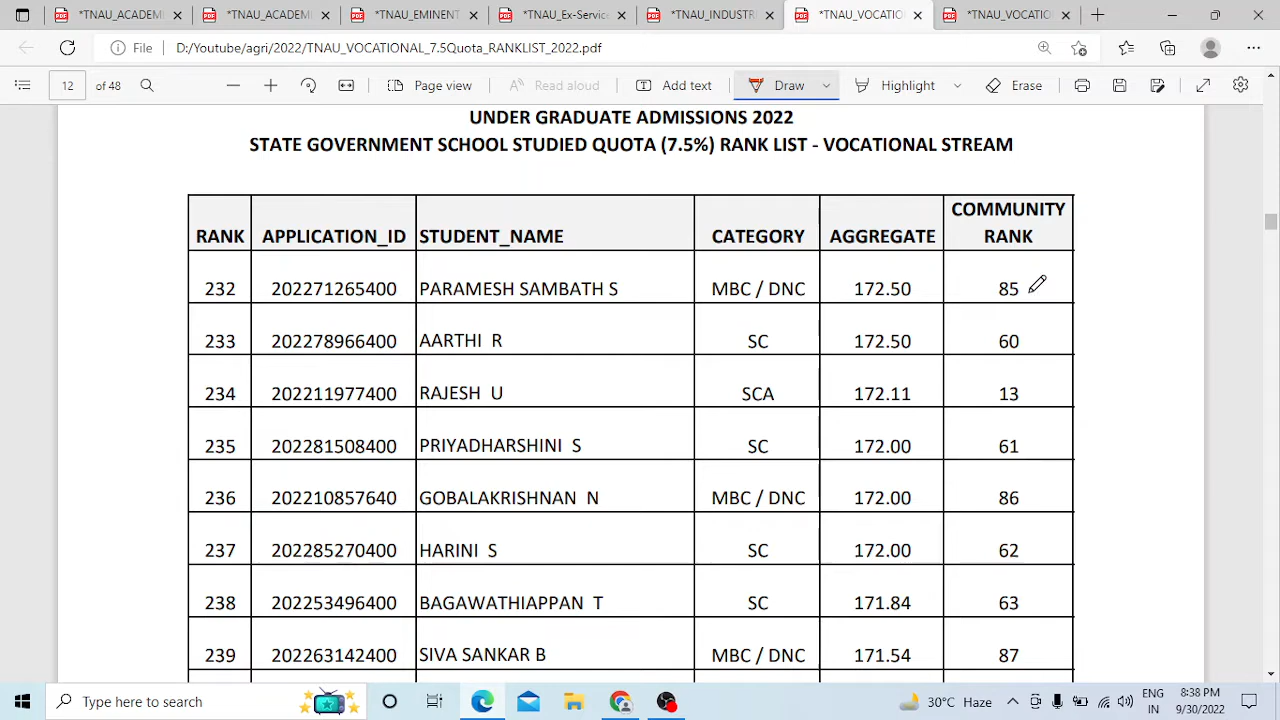 *TNAU_ACADEM
*TNAU_ACADEMI
*TNAU_EMINENT
*TNAU_Ex-Service
*TNAU_INDUSTR
*TNAU_VOCATIO
*TNAU_VOCATIO
File D:/Youtube/agri/2022/TNAU_VOCATIONAL_7.5Quota_RANKLIST_2022.pdf
12 of 48 Page view Read aloud Add text Draw Highlight Erase
UNDER GRADUATE ADMISSIONS 2022
STATE GOVERNMENT SCHOOL STUDIED QUOTA (7.5%) RANK LIST - VOCATIONAL STREAM
RANK APPLICATION_ID STUDENT_NAME CATEGORY AGGREGATE COMMUNITY RANK
232 202271265400 PARAMESH SAMBATH S MBC / DNC 172.50 85
233 202278966400 AARTHI R SC 172.50 60
234 202211977400 RAJESH U SCA 172.11 13
235 202281508400 PRIYADHARSHINI S SC 172.00 61
236 202210857640 GOBALAKRISHNAN N MBC / DNC 172.00 86
237 202285270400 HARINI S SC 172.00 62
238 202253496400 BAGAWATHIAPPAN T SC 171.84 63
239 202263142400 SIVA SANKAR B MBC / DNC 171.54 87
Type here to search 30°C Haze ENG 6:38 PM
IN 9/30/2022